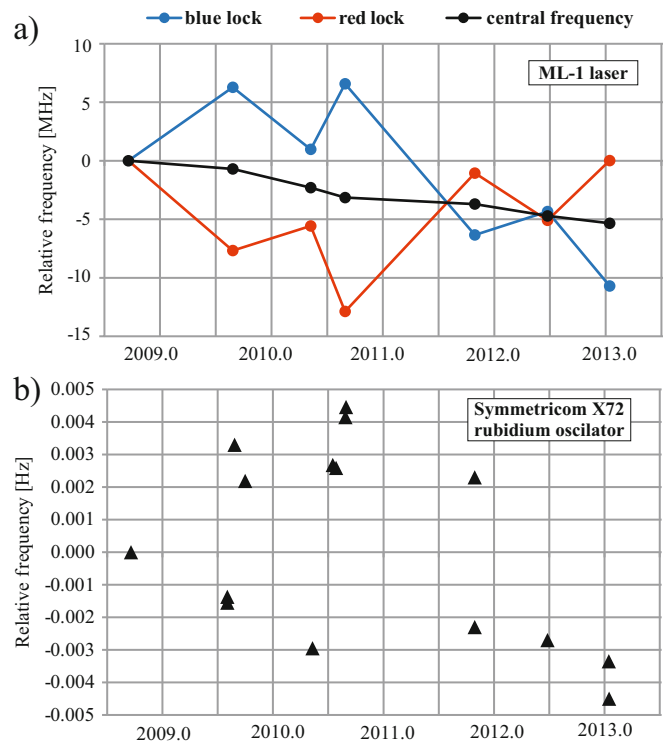 a)
blue lock red lock central frequency
10
5
0
-5
-10
-15
Relative frequency [MHz]
ML-1 laser
2009.0 2010.0 2011.0 2012.0 2013.0
b)
0.005
0.004
0.003
0.002
0.001
0.000
-0.001
-0.002
-0.003
-0.004
-0.005
Relative frequency [Hz]
Symmetricom X72
rubidium oscilator
2009.0 2010.0 2011.0 2012.0 2013.0